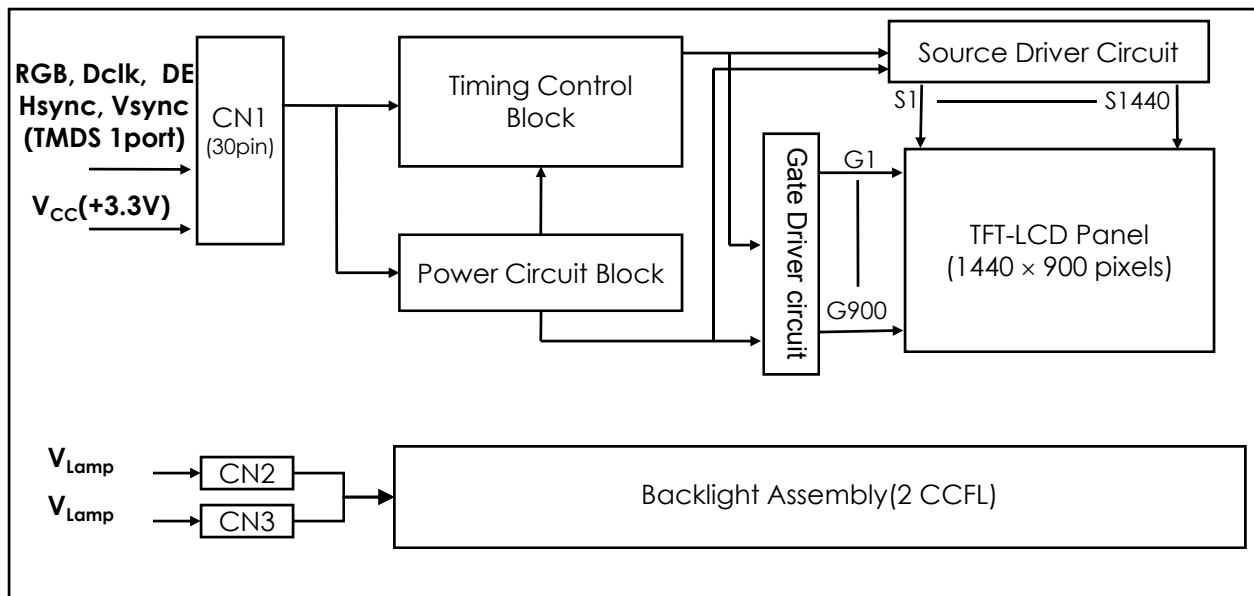 RGB, Dclk, DE
Hsync, Vsync
(TMDS 1port)
VCC(+3.3V)
CN1
(30pin)
Timing Control
Block
Power Circuit Block
Source Driver Circuit
S1
S1440
Gate Driver circuit
G1
G900
TFT-LCD Panel
(1440 × 900 pixels)
VLamp
CN2
VLamp
CN3
Backlight Assembly(2 CCFL)